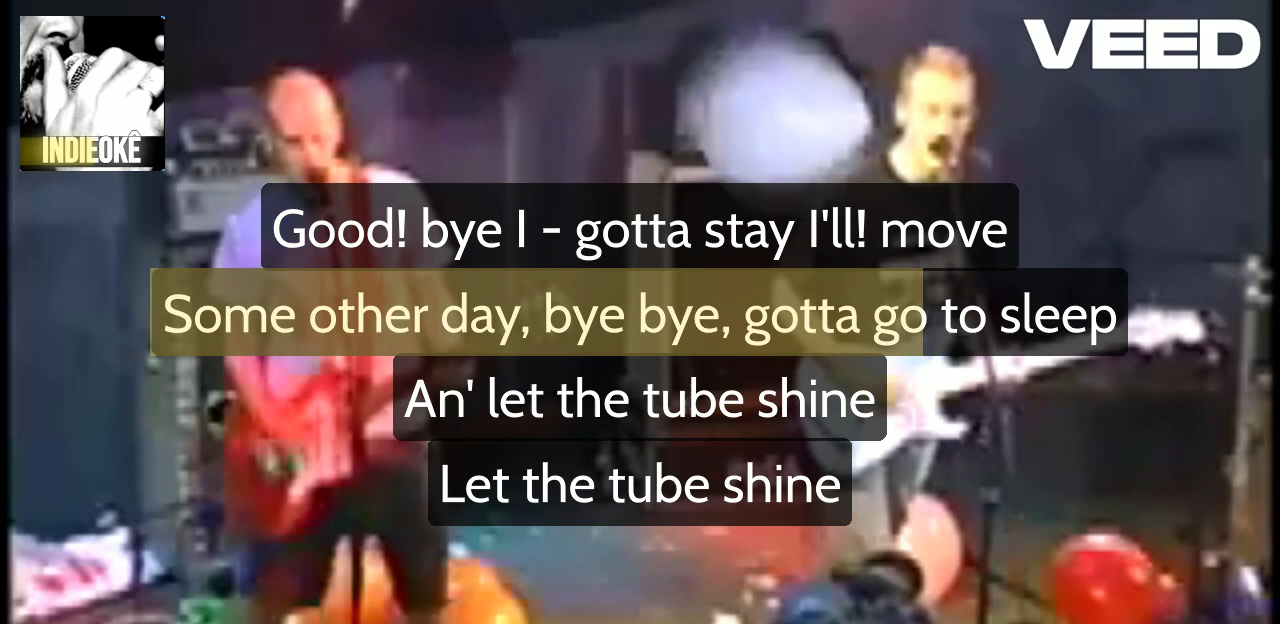 VEED
INDIEOKÊ
Good! bye I - gotta stay I'll! move
Some other day, bye bye, gotta go to sleep
An' let the tube shine
Let the tube shine